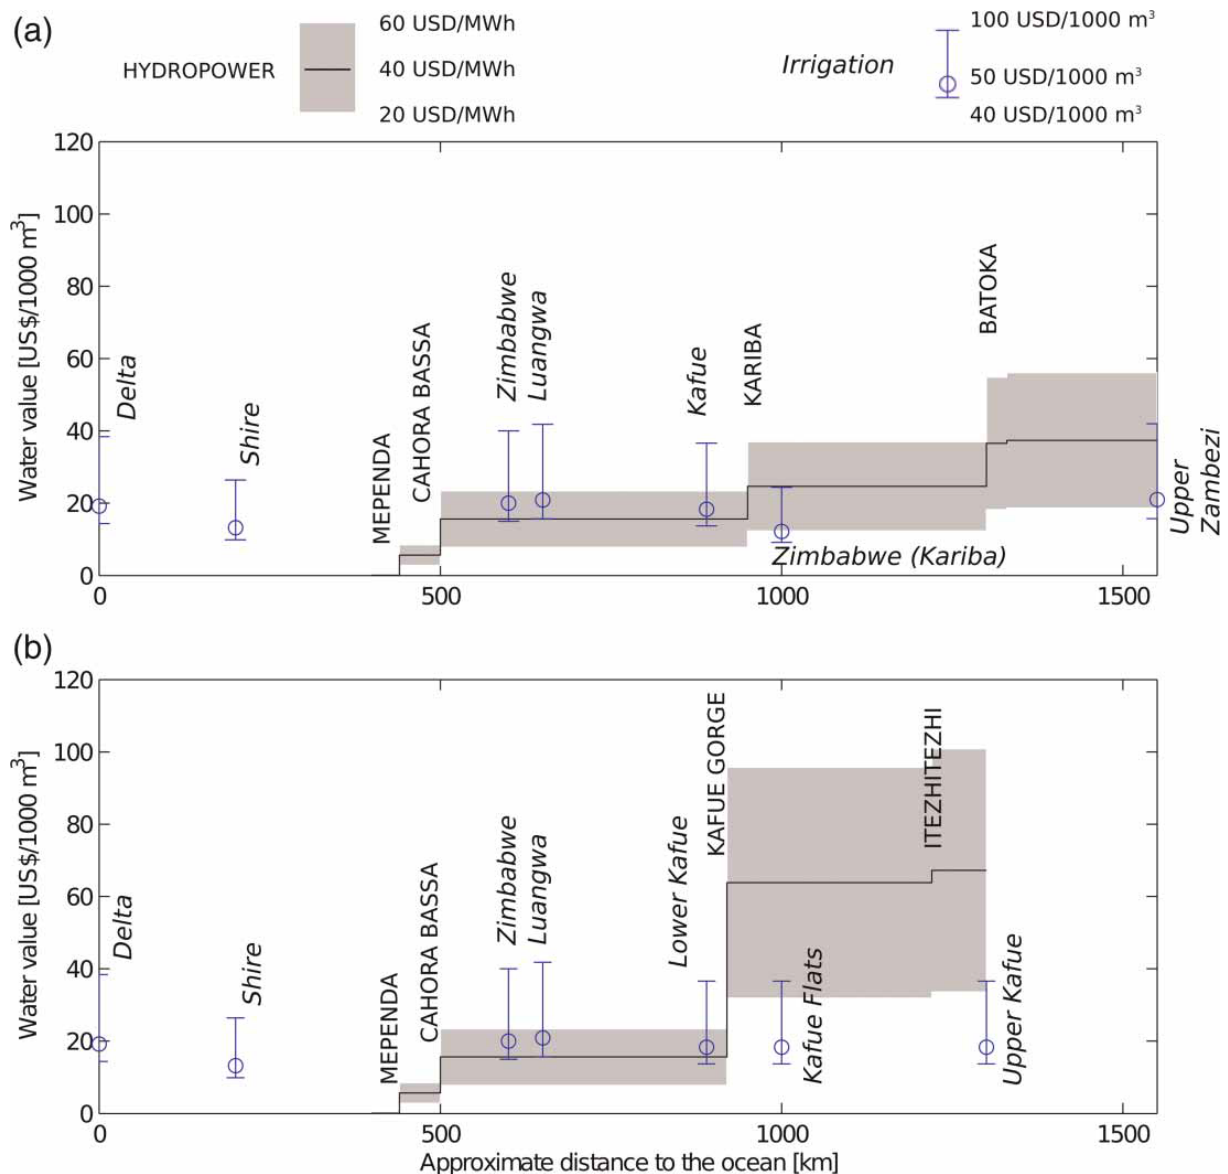 (a)
60 USD/MWh
HYDROPOWER
40 USD/MWh
20 USD/MWh
Irrigation
100 USD/1000 m³
50 USD/1000 m³
40 USD/1000 m³
Water value [US$/1000 m³]
120
100
80
60
40
20
0
Delta
Shire
MEPENDA
CAHORA BASSA
Zimbabwe
Luangwa
Kafue
KARIBA
Zimbabwe (Kariba)
BATOKA
Upper
Zambezi
0
500
1000
1500
(b)
Water value [US$/1000 m³]
120
100
80
60
40
20
0
Delta
Shire
MEPENDA
CAHORA BASSA
Zimbabwe
Luangwa
Lower Kafue
KAFUE GORGE
Kafue Flats
ITEZHITEZHI
Upper Kafue
0
500
1000
1500
Approximate distance to the ocean [km]